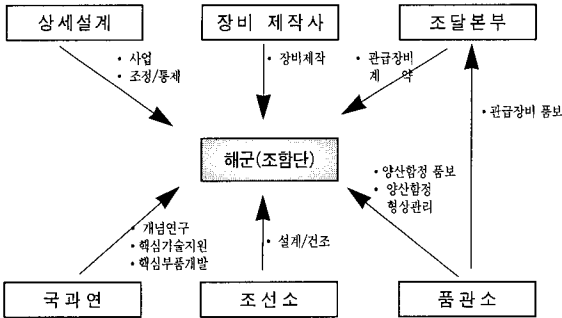 상세설계
장비 제작사
조달본부
• 사업
• 조정/통제
• 장비제작
• 관급장비
계 약
• 관급장비 품보
해군(조함단)
• 양산함정 품보
• 양산함정
형상관리
• 개념연구
• 핵심기술지원
• 핵심부품개발
• 설계/건조
국과연
조선소
품관소